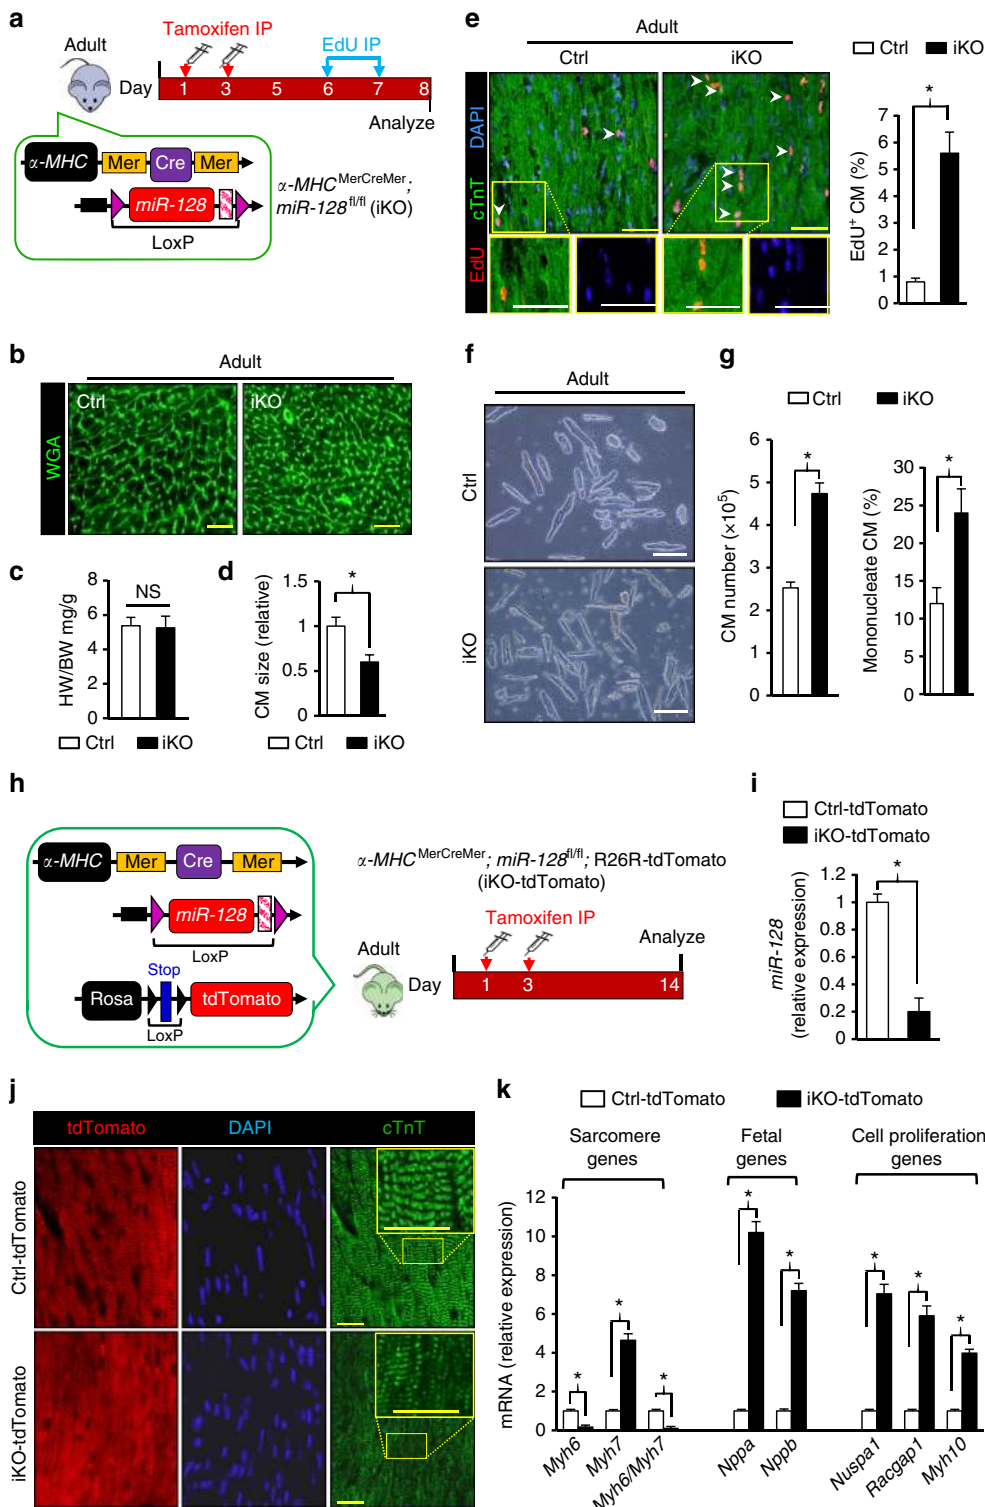 a
Adult
Tamoxifen IP
EdU IP
Day 1 3 5 6 7 8
Analyze
α-MHC Mer Cre Mer
miR-128
LoxP
α-MHC^MerCreMer;
miR-128^fl/fl (iKO)
b
Adult
WGA
Ctrl
iKO
c
HW/BW mg/g
8
6
4
2
0
NS
Ctrl iKO
d
CM size (relative)
1.5
1
0.5
0
*
Ctrl iKO
e
Adult
Ctrl iKO
EdU cTnT DAPI
Ctrl iKO
EdU⁺ CM (%)
7
6
5
4
3
2
1
0
*
f
Adult
Ctrl
iKO
g
Ctrl iKO
CM number (×10⁵)
6
5
4
3
2
1
0
*
Mononucleate CM (%)
30
25
20
15
10
5
0
*
h
α-MHC Mer Cre Mer
miR-128
LoxP
Stop
Rosa tdTomato
LoxP
α-MHC^MerCreMer; miR-128^fl/fl; R26R-tdTomato
(iKO-tdTomato)
Tamoxifen IP
Adult
Analyze
Day 1 3 14
i
Ctrl-tdTomato
iKO-tdTomato
miR-128
(relative expression)
1.2
1
0.8
0.6
0.4
0.2
0
*
j
tdTomato DAPI cTnT
Ctrl-tdTomato
iKO-tdTomato
k
Ctrl-tdTomato iKO-tdTomato
Sarcomere
genes
Fetal
genes
Cell proliferation
genes
mRNA (relative expression)
12
10
8
6
4
2
0
* * * * * * * *
Myh6 Myh7 Myh6/Myh7 Nppa Nppb Nuspa1 Racgap1 Myh10